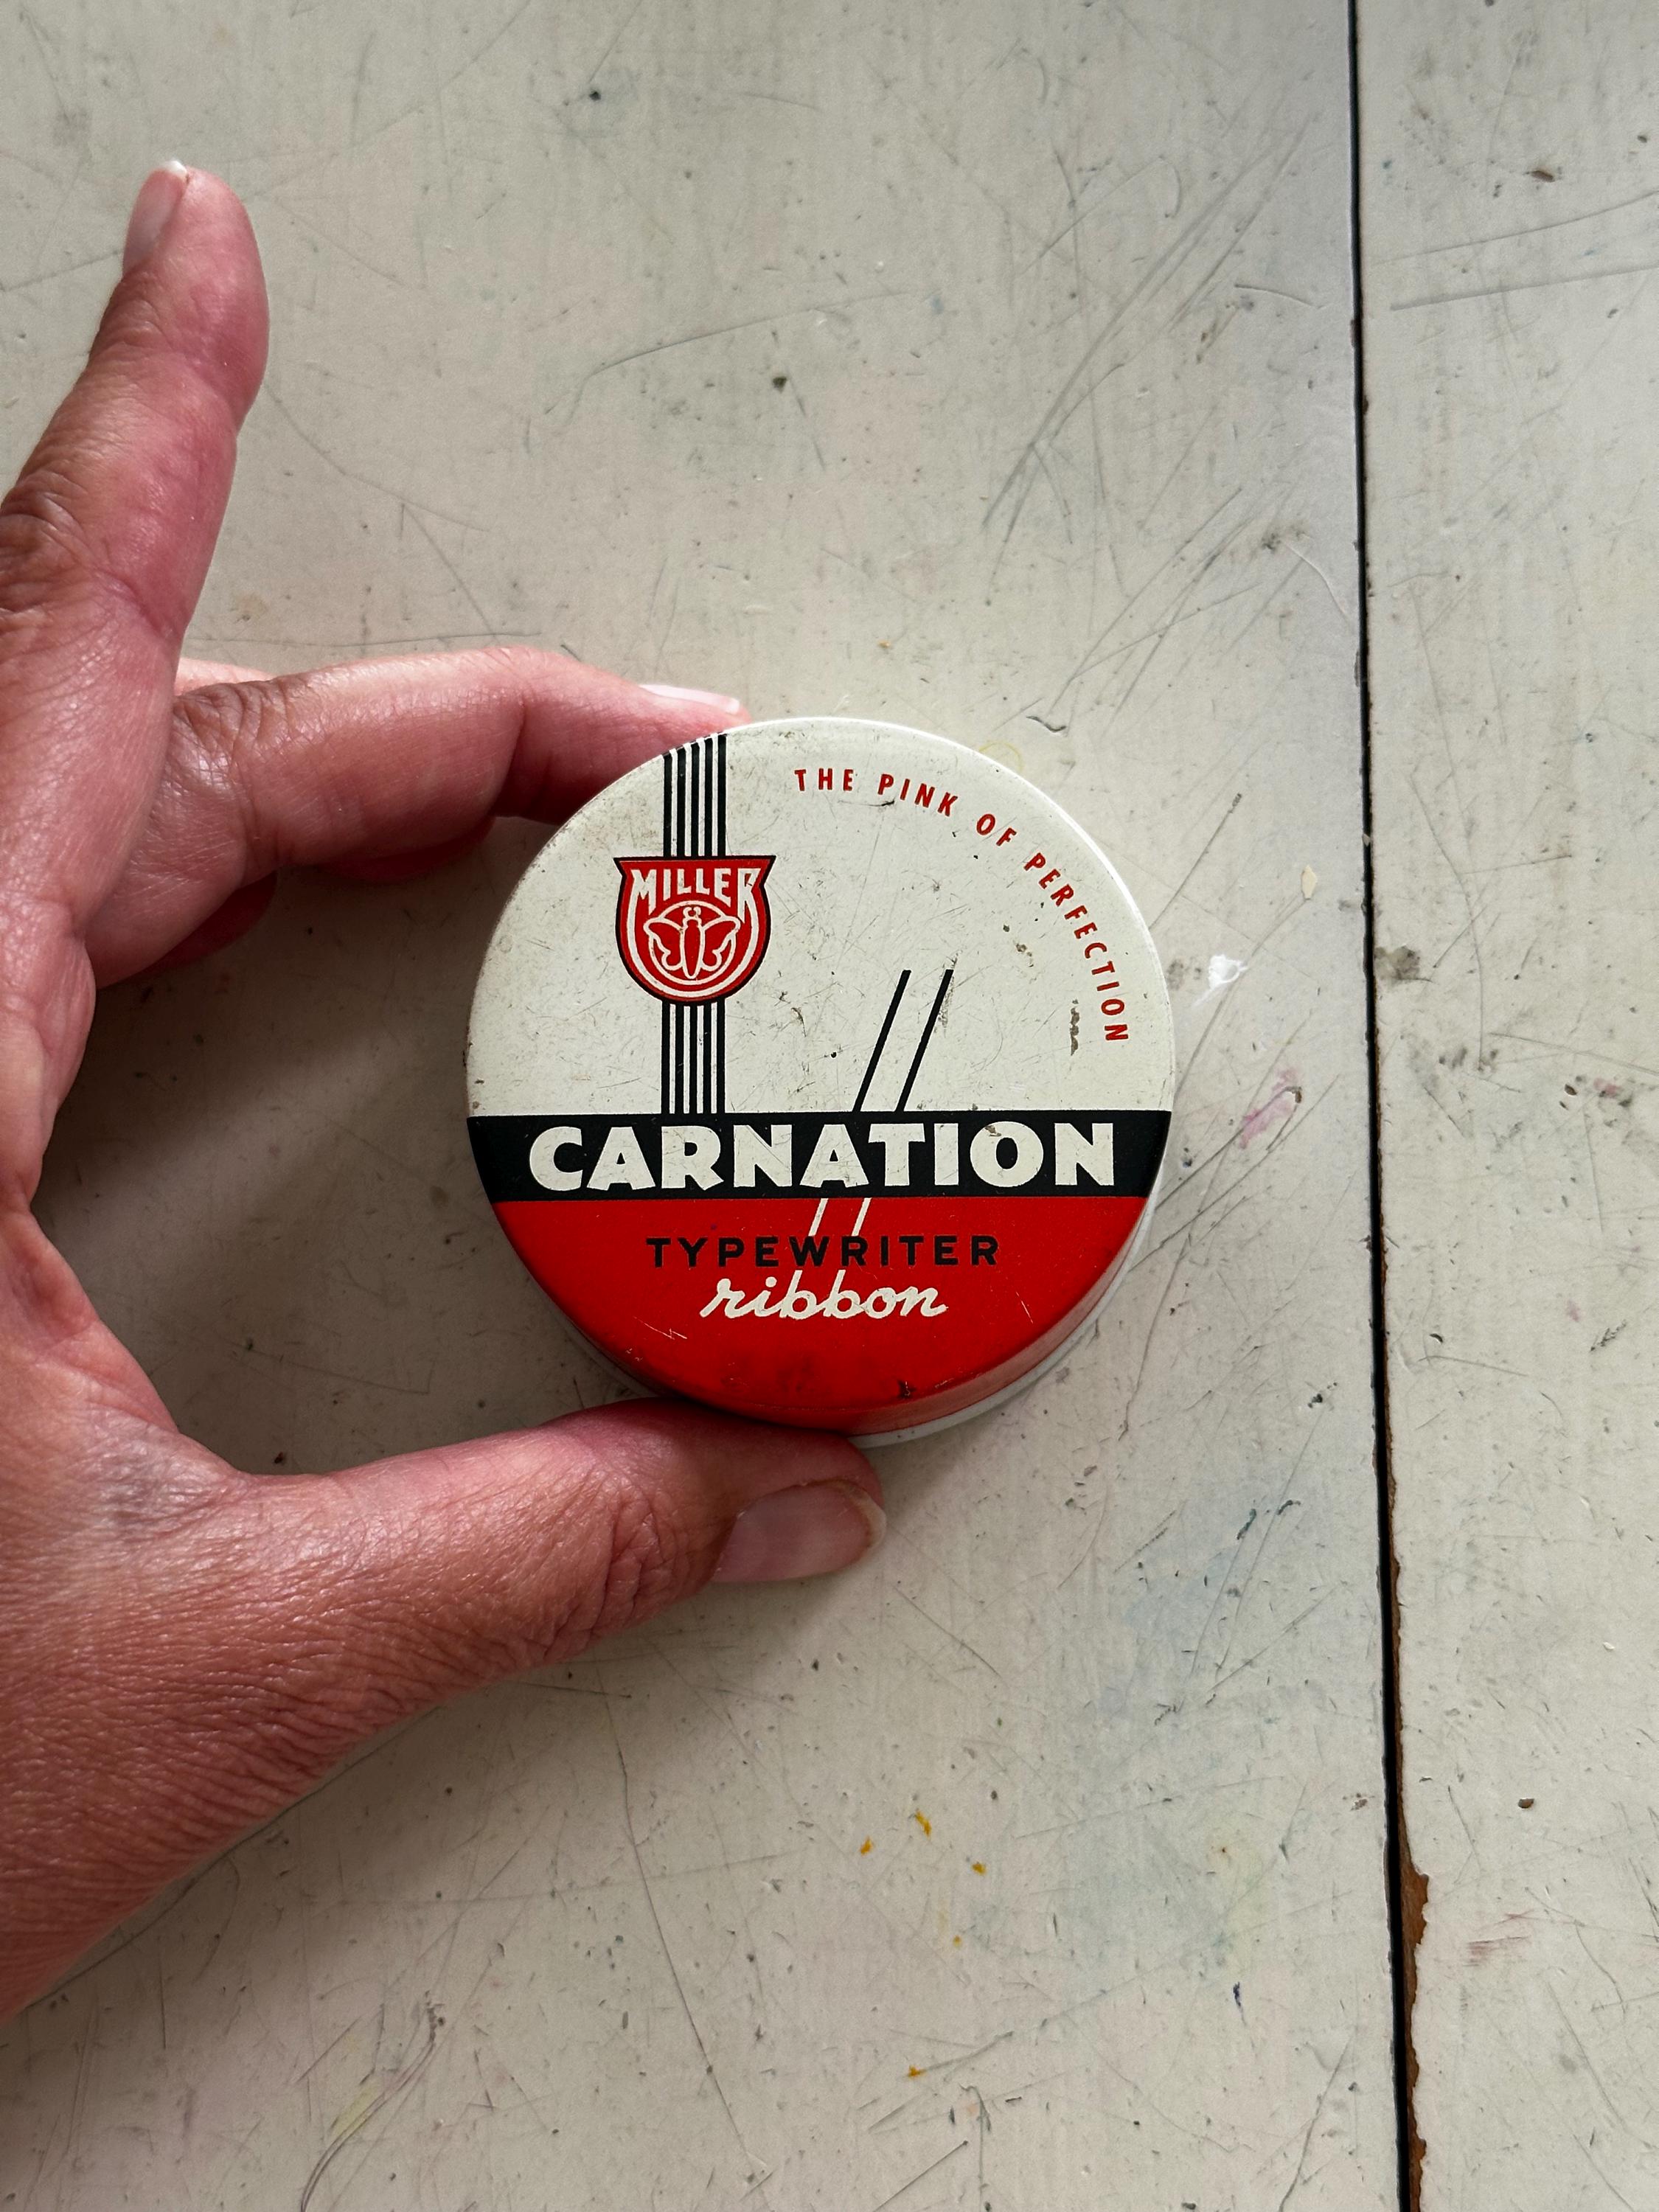 THE PINK OF PERFECTION
MILLER
CARNATION
TYPEWRITER
ribbon